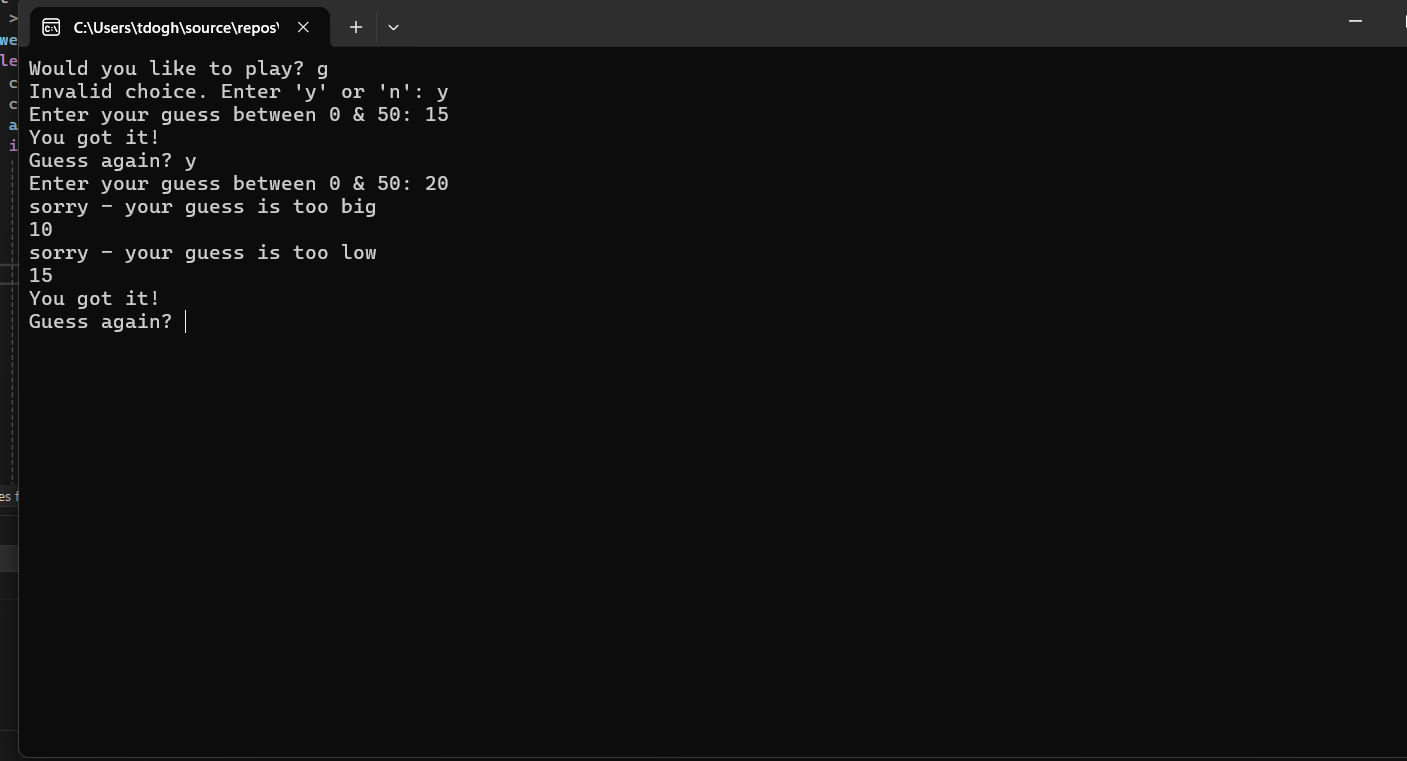 C:\Users\tdogh\source\repos\
Would you like to play? g
Invalid choice. Enter 'y' or 'n': y
Enter your guess between 0 & 50: 15
You got it!
Guess again? y
Enter your guess between 0 & 50: 20
sorry - your guess is too big
10
sorry - your guess is too low
15
You got it!
Guess again?